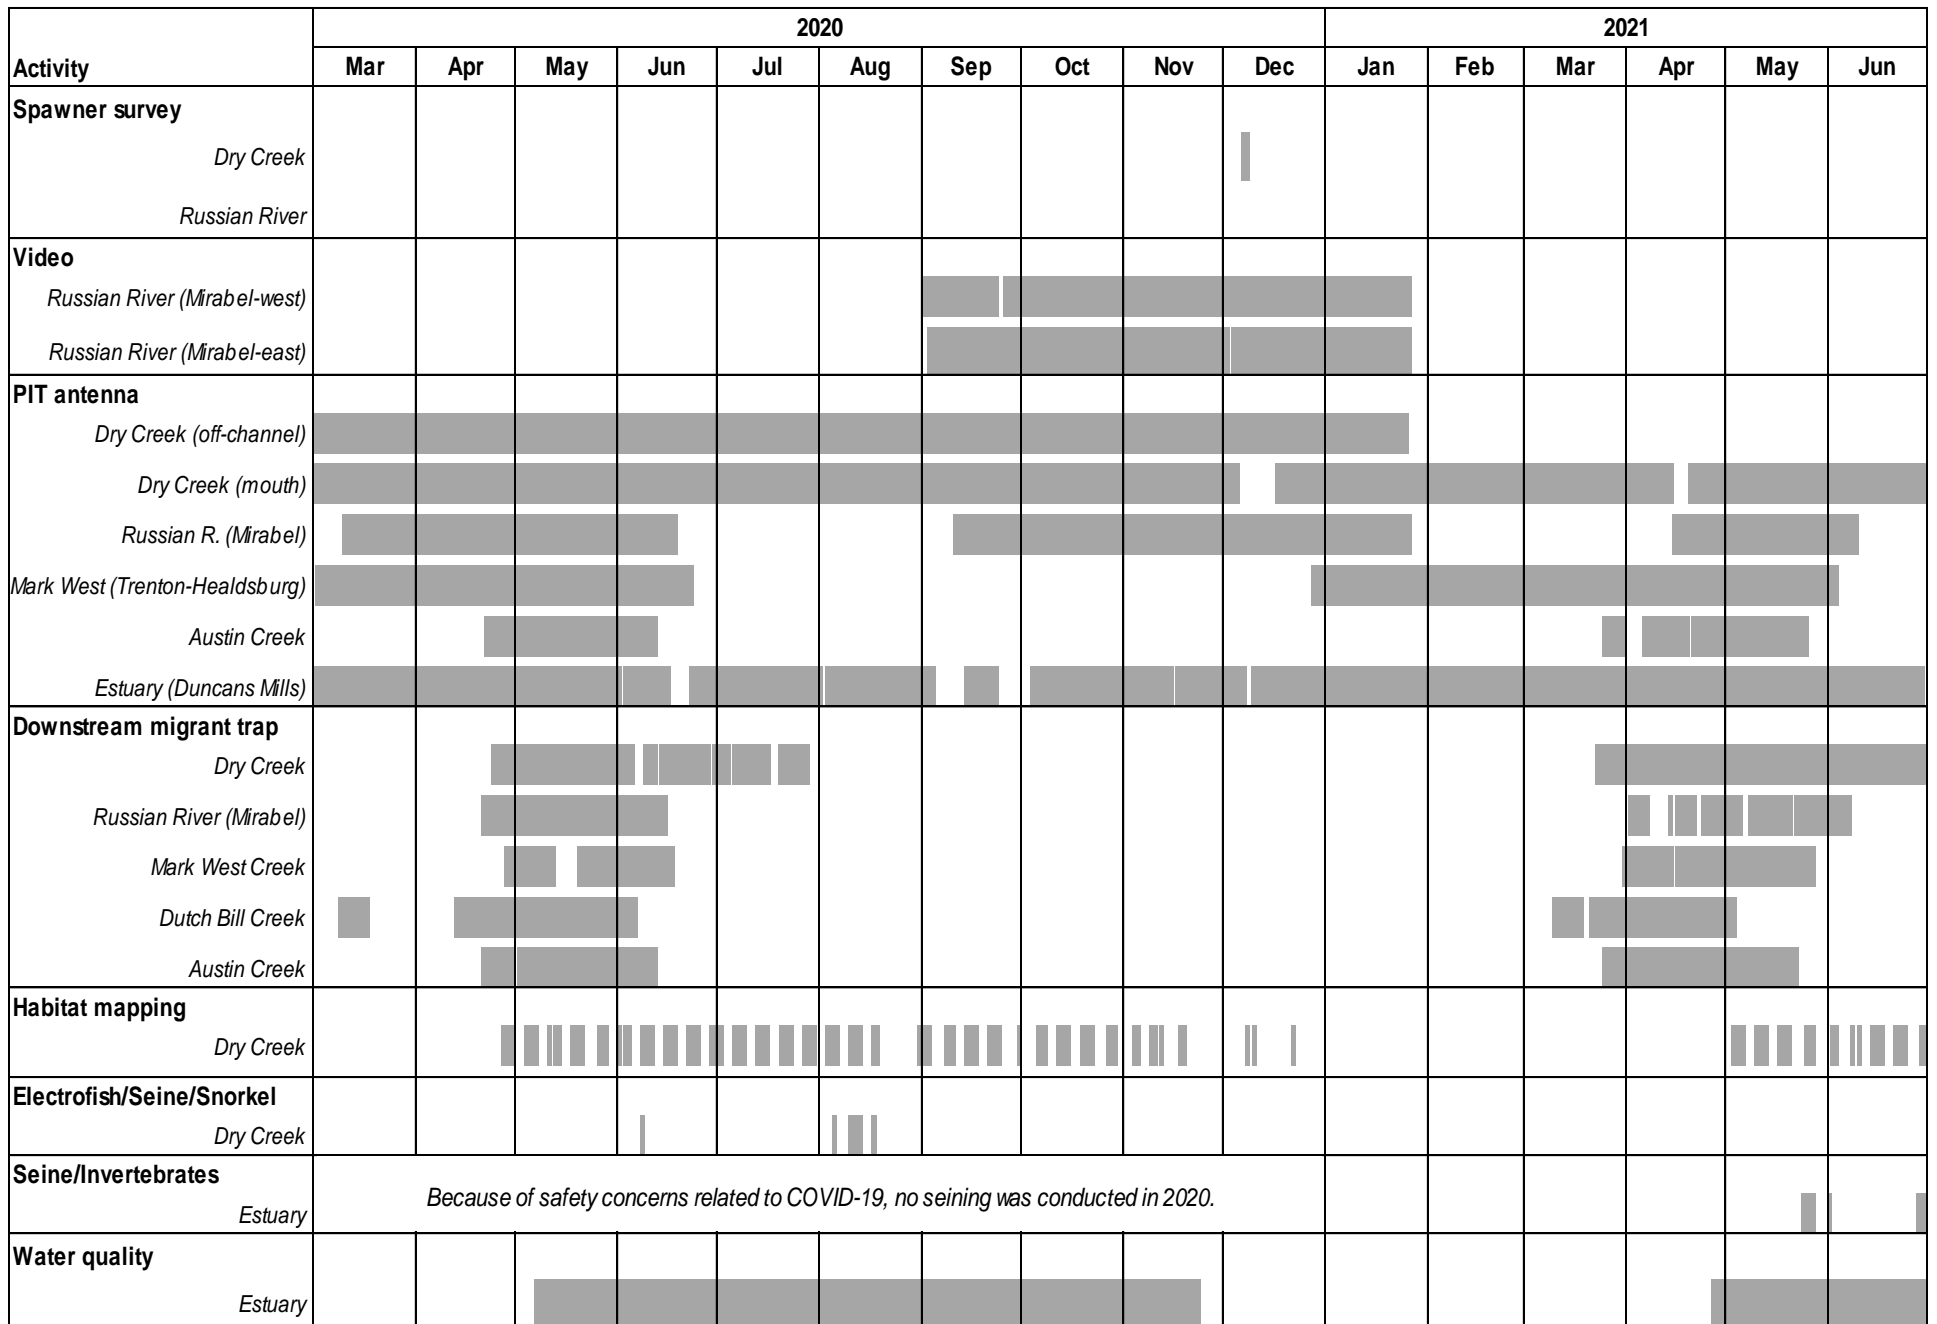 2020 2021
Activity Mar Apr May Jun Jul Aug Sep Oct Nov Dec Jan Feb Mar Apr May Jun
Spawner survey
Dry Creek
Russian River
Video
Russian River (Mirabel-west)
Russian River (Mirabel-east)
PIT antenna
Dry Creek (off-channel)
Dry Creek (mouth)
Russian R. (Mirabel)
Mark West (Trenton-Healdsburg)
Austin Creek
Estuary (Duncans Mills)
Downstream migrant trap
Dry Creek
Russian River (Mirabel)
Mark West Creek
Dutch Bill Creek
Austin Creek
Habitat mapping
Dry Creek
Electrofish/Seine/Snorkel
Dry Creek
Seine/Invertebrates
Because of safety concerns related to COVID-19, no seining was conducted in 2020.
Estuary
Water quality
Estuary